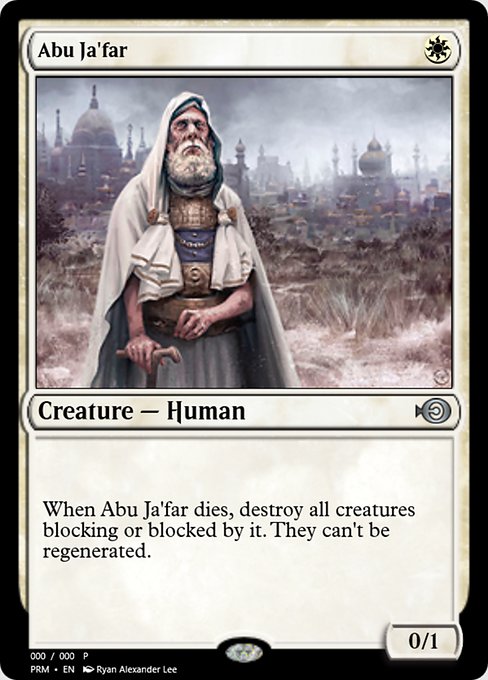 Abu Ja'far
Creature — Human
When Abu Ja'far dies, destroy all creatures
blocking or blocked by it. They can't be
regenerated.
0/1
000 / 000 P
PRM • EN Ryan Alexander Lee